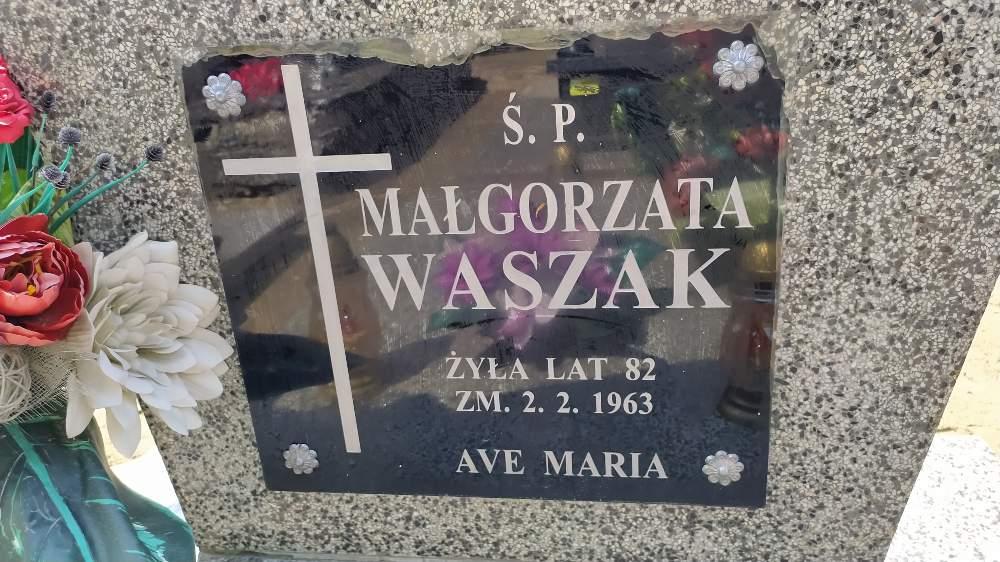 Ś. P.
MAŁGORZATA
WASZAK
ŻYŁA LAT 82
ZM. 2. 2. 1963
AVE MARIA